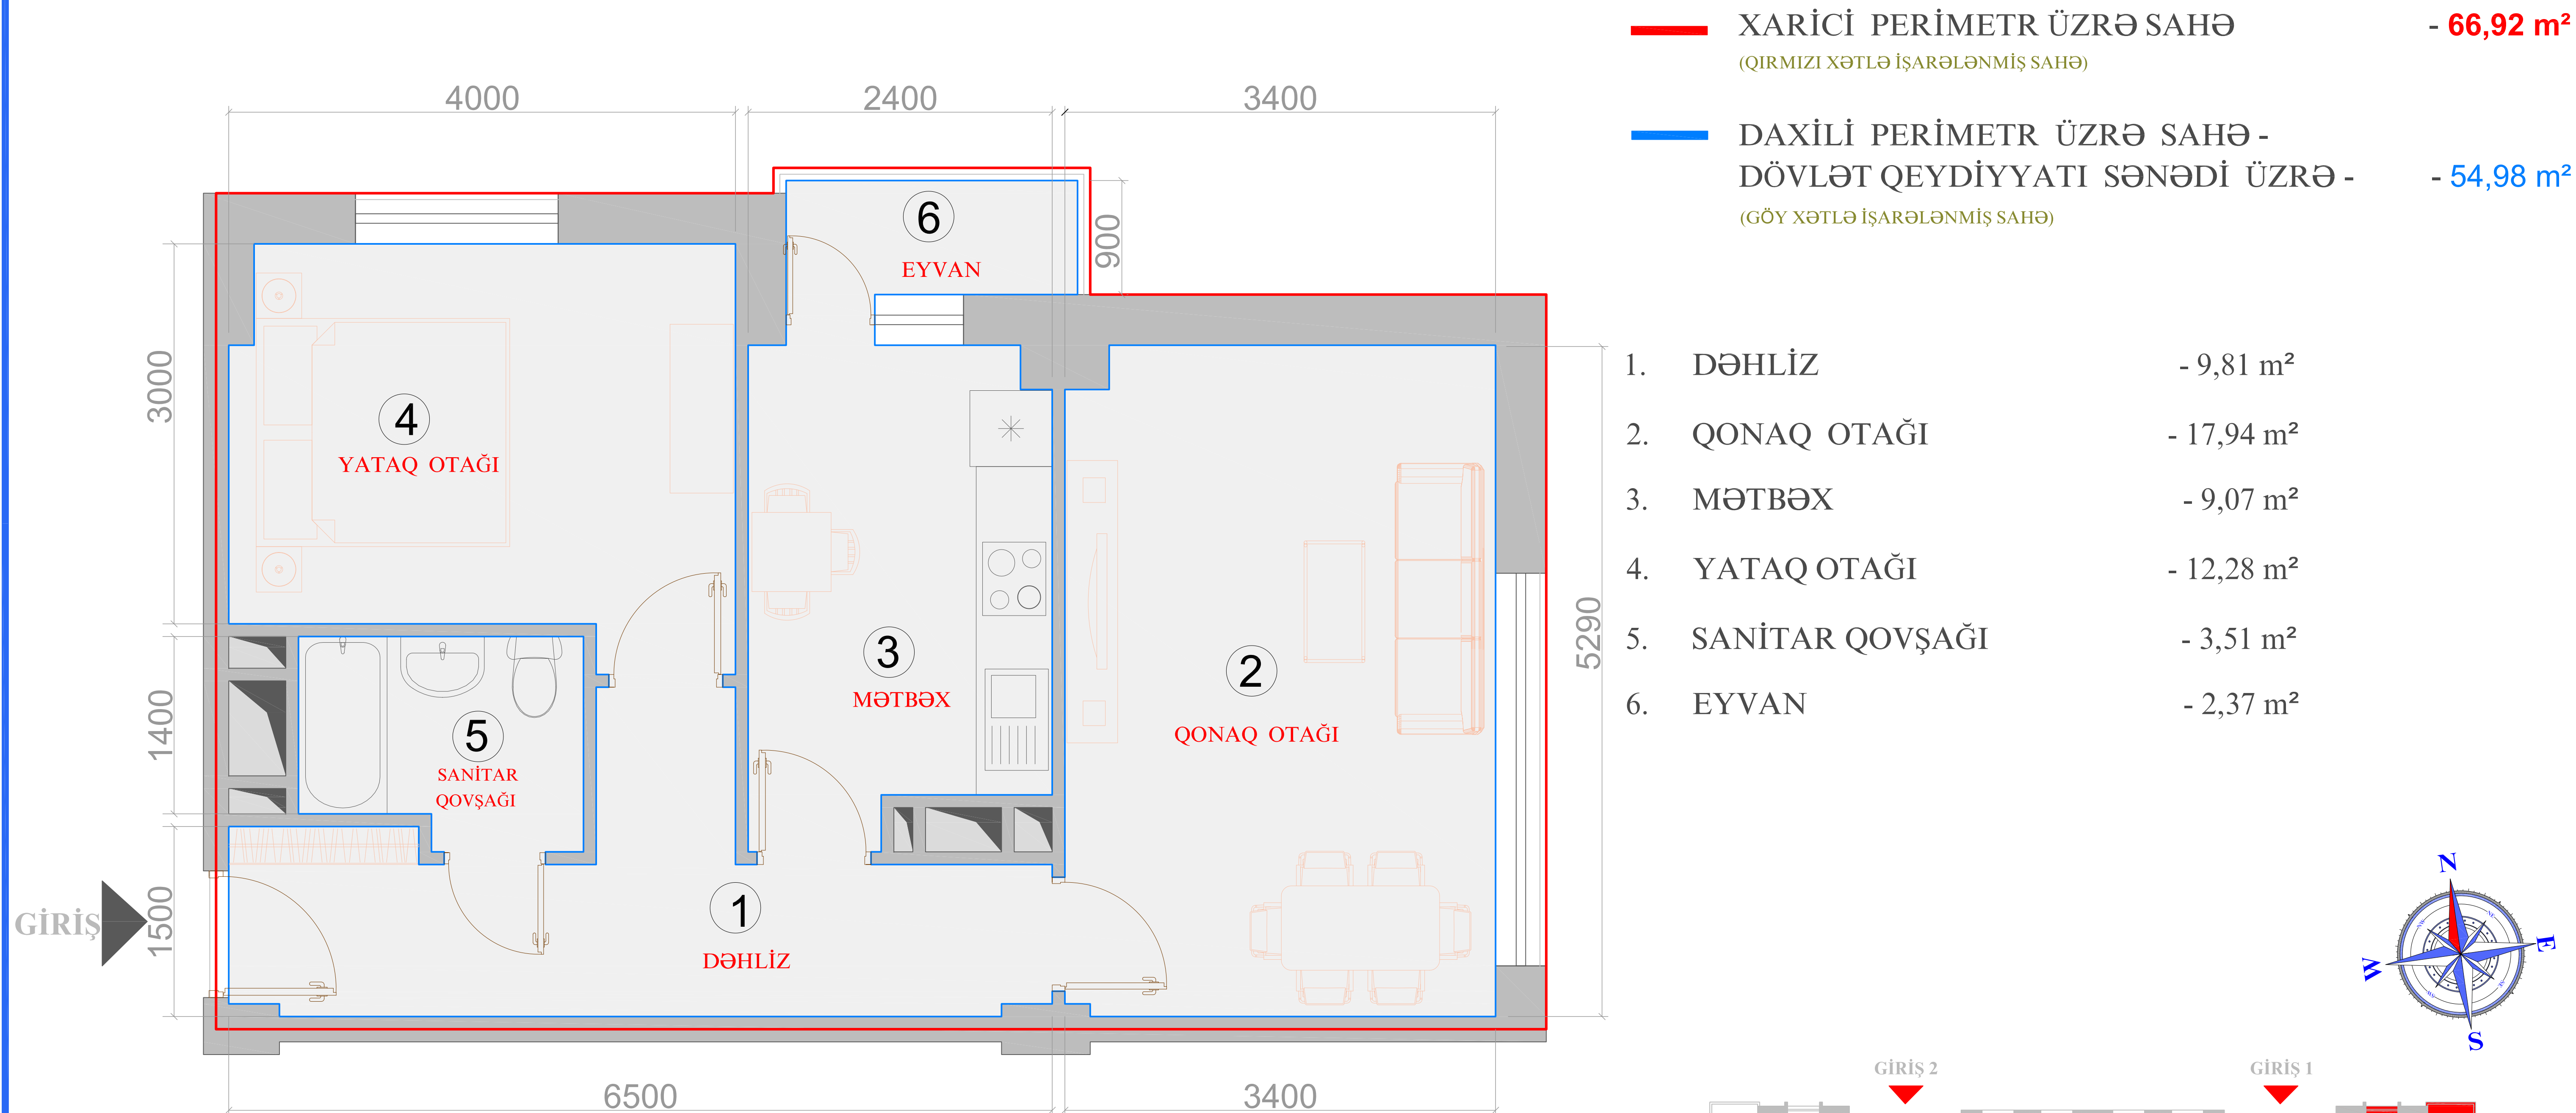 XARİCİ PERİMETR ÜZRƏ SAHƏ - 66,92 m²
(QIRMIZI XƏTLƏ İŞARƏLƏNMİŞ SAHƏ)
DAXİLİ PERİMETR ÜZRƏ SAHƏ -
DÖVLƏT QEYDİYYATI SƏNƏDİ ÜZRƏ - - 54,98 m²
(GÖY XƏTLƏ İŞARƏLƏNMİŞ SAHƏ)
4000
2400
3400
6
EYVAN
900
3000
4
YATAQ OTAĞI
1400
5
SANİTAR
QOVŞAĞI
3
MƏTBƏX
2
QONAQ OTAĞI
5290
1500
GİRİŞ
1
DƏHLİZ
6500
3400
1. DƏHLİZ - 9,81 m²
2. QONAQ OTAĞI - 17,94 m²
3. MƏTBƏX - 9,07 m²
4. YATAQ OTAĞI - 12,28 m²
5. SANİTAR QOVŞAĞI - 3,51 m²
6. EYVAN - 2,37 m²
N
E
W
S
GİRİŞ 2
GİRİŞ 1